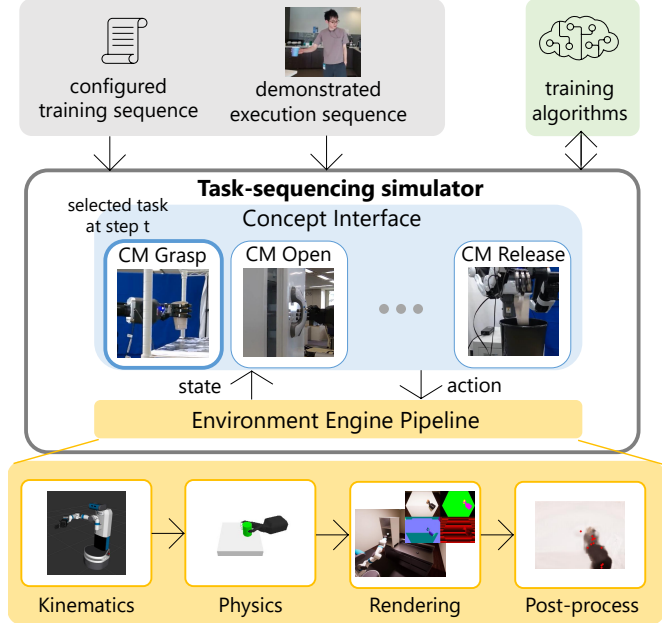 configured
training sequence
demonstrated
execution sequence
training
algorithms
Task-sequencing simulator
selected task
at step t
Concept Interface
CM Grasp
CM Open
CM Release
state
action
Environment Engine Pipeline
Kinematics
Physics
Rendering
Post-process